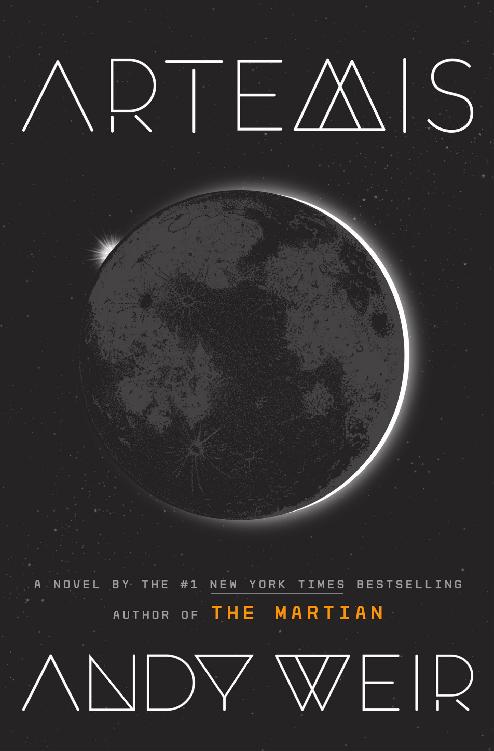 ARTEMIS
A NOVEL BY THE #1 NEW YORK TIMES BESTSELLING
AUTHOR OF THE MARTIAN
ANDY WEIR